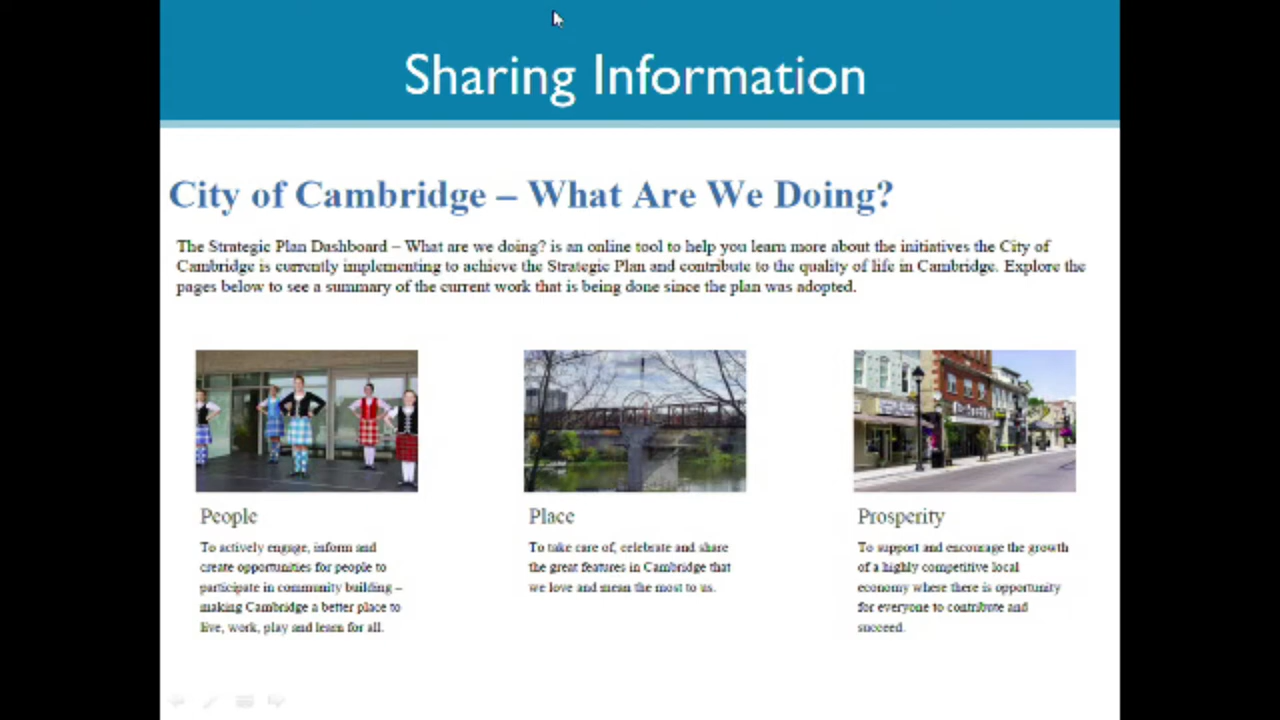 Sharing Information
City of Cambridge – What Are We Doing?
The Strategic Plan Dashboard – What are we doing? is an online tool to help you learn more about the initiatives the City of
Cambridge is currently implementing to achieve the Strategic Plan and contribute to the quality of life in Cambridge. Explore the
pages below to see a summary of the current work that is being done since the plan was adopted.
People
To actively engage, inform and
create opportunities for people to
participate in community building –
making Cambridge a better place to
live, work, play and learn for all.
Place
To take care of, celebrate and share
the great features in Cambridge that
we love and mean the most to us.
Prosperity
To support and encourage the growth
of a highly competitive local
economy where there is opportunity
for everyone to contribute and
succeed.